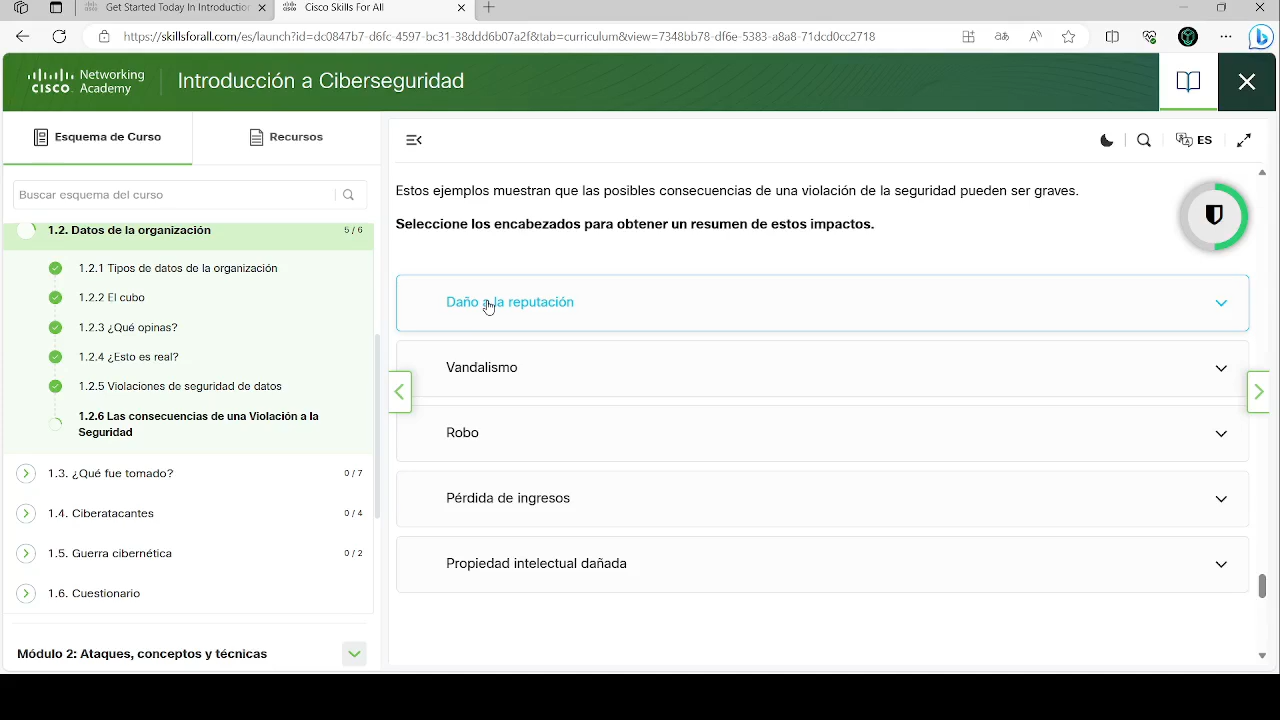 Get Started Today In Introduction
Cisco Skills For All
https://skillsforall.com/es/launch?id=dc0847b7-d6fc-4597-bc31-38ddd6b07a2f&tab=curriculum&view=7348bb78-df6e-5383-a8a8-71dcd0cc2718
Networking
CISCO Academy
Introducción a Ciberseguridad
Esquema de Curso
Recursos
ES
Buscar esquema del curso
1.2. Datos de la organización 5 / 6
1.2.1 Tipos de datos de la organización
1.2.2 El cubo
1.2.3 ¿Qué opinas?
1.2.4 ¿Esto es real?
1.2.5 Violaciones de seguridad de datos
1.2.6 Las consecuencias de una Violación a la
Seguridad
1.3. ¿Qué fue tomado? 0 / 7
1.4. Ciberatacantes 0 / 4
1.5. Guerra cibernética 0 / 2
1.6. Cuestionario
Módulo 2: Ataques, conceptos y técnicas
Estos ejemplos muestran que las posibles consecuencias de una violación de la seguridad pueden ser graves.
Seleccione los encabezados para obtener un resumen de estos impactos.
Daño a la reputación
Vandalismo
Robo
Pérdida de ingresos
Propiedad intelectual dañada